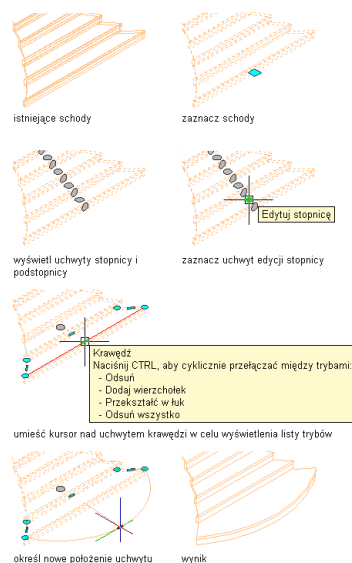 istniejące schody
zaznacz schody
wyświetl uchwyty stopnicy i
podstopnicy
Edytuj stopnicę
zaznacz uchwyt edycji stopnicy
Krawędź
Naciśnij CTRL, aby cyklicznie przełączać między trybami:
- Odsuń
- Dodaj wierzchołek
- Przekształć w łuk
- Odsuń wszystko
umieść kursor nad uchwytem krawędzi w celu wyświetlenia listy trybów
określ nowe położenie uchwytu
wynik